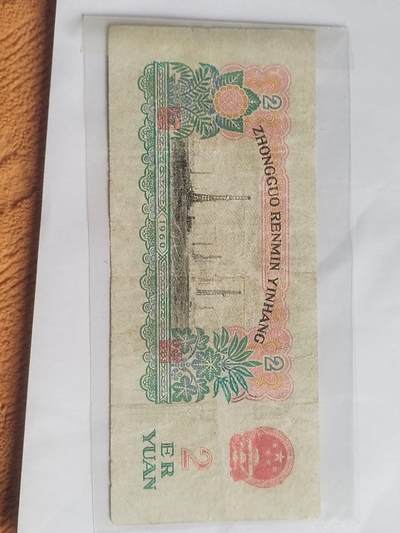 2
ZHONGGUO RENMIN YINHANG
2
1960
2
ER
YUAN